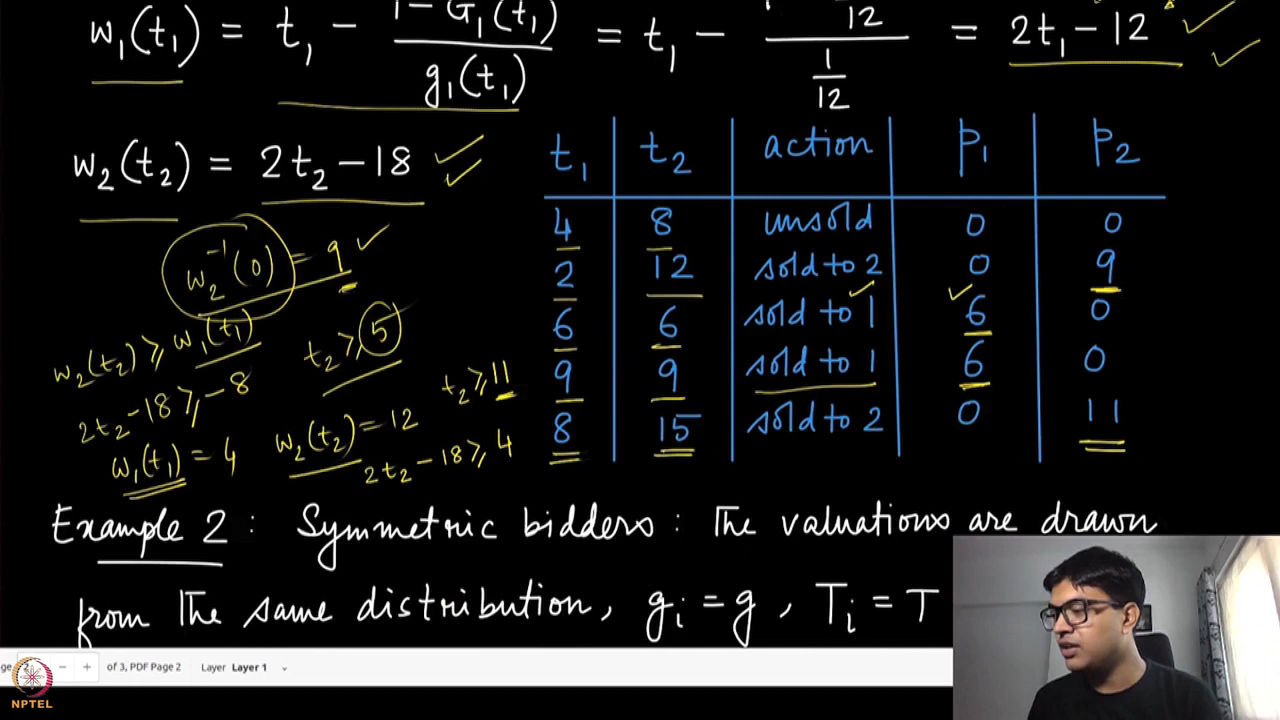 w₁(t₁) = t₁ − (1 − G₁(t₁)) / g₁(t₁) = t₁ − 12 / (1/12) = 2t₁ − 12
w₂(t₂) = 2t₂ − 18
w₂⁻¹(0) = 9
w₂(t₂) ⩾ w₁(t₁)
t₂ ⩾ 5
2t₂ − 18 ⩾ −8
w₁(t₁) = 4
w₂(t₂) = 12
t₂ ⩾ 11
2t₂ − 18 ⩾ 4
t₁ t₂ action p₁ p₂
4 8 unsold 0 0
2 12 sold to 2 0 9
6 6 sold to 1 6 0
9 9 sold to 1 6 0
8 15 sold to 2 0 11
Example 2 : Symmetric bidders : The valuations are drawn
from the same distribution, gᵢ = g , Tᵢ = T
of 3, PDF Page 2 Layer Layer 1
NPTEL